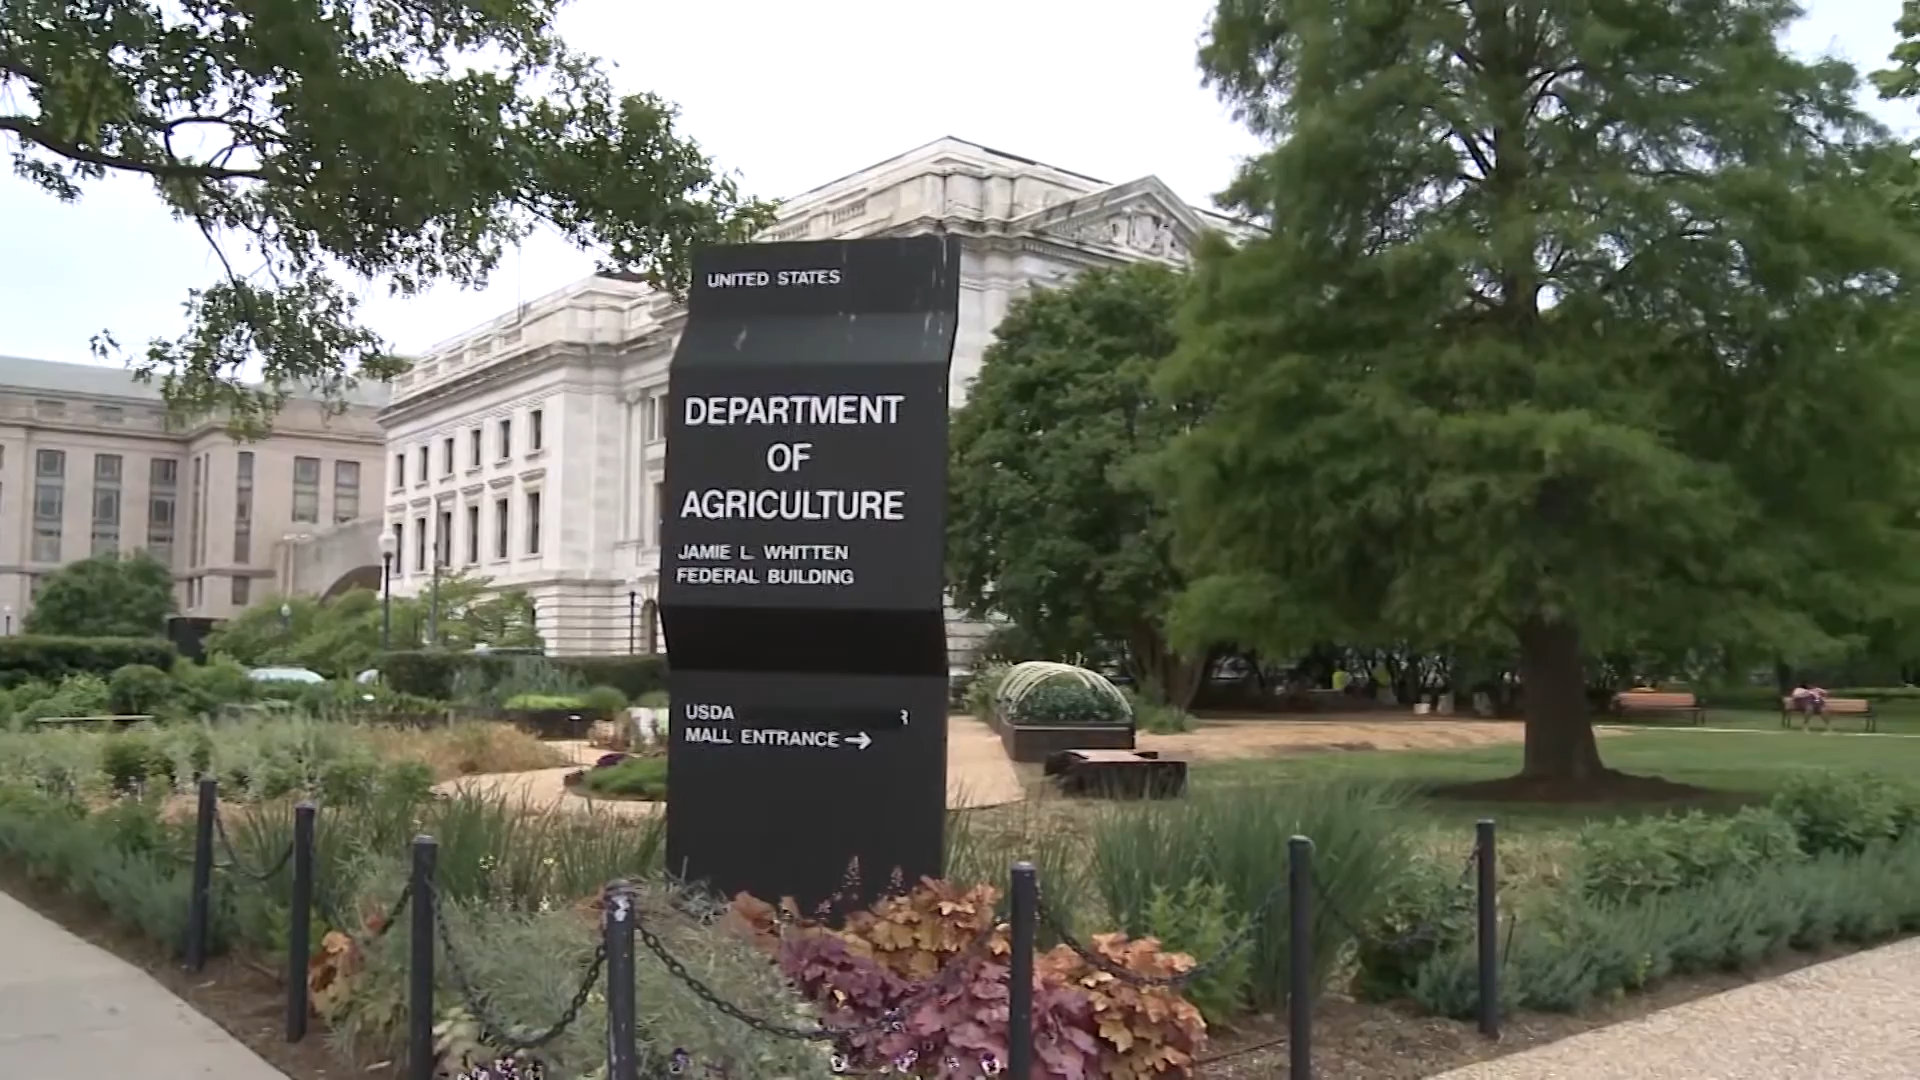 UNITED STATES
DEPARTMENT
OF
AGRICULTURE
JAMIE L. WHITTEN
FEDERAL BUILDING
USDA
MALL ENTRANCE →